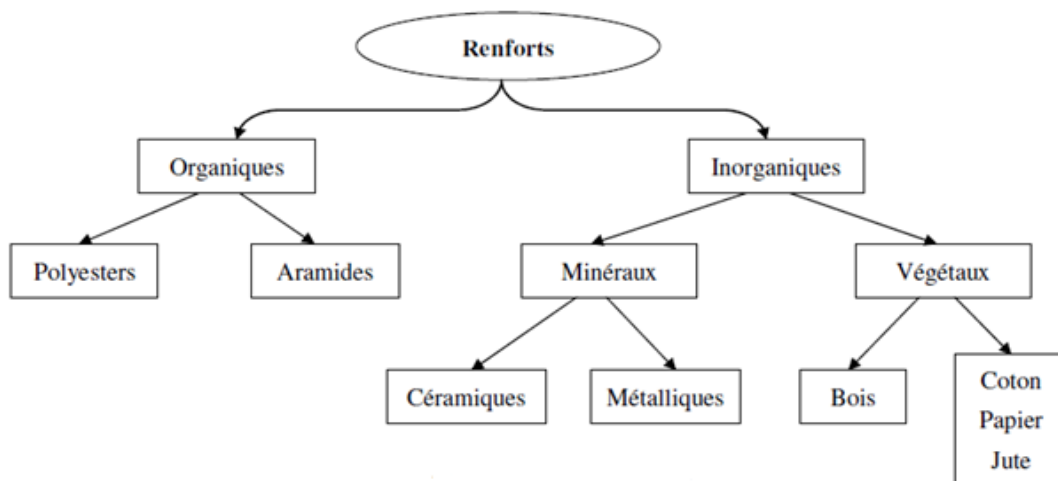 Renforts
Organiques
Inorganiques
Polyesters
Aramides
Minéraux
Végétaux
Céramiques
Métalliques
Bois
Coton
Papier
Jute